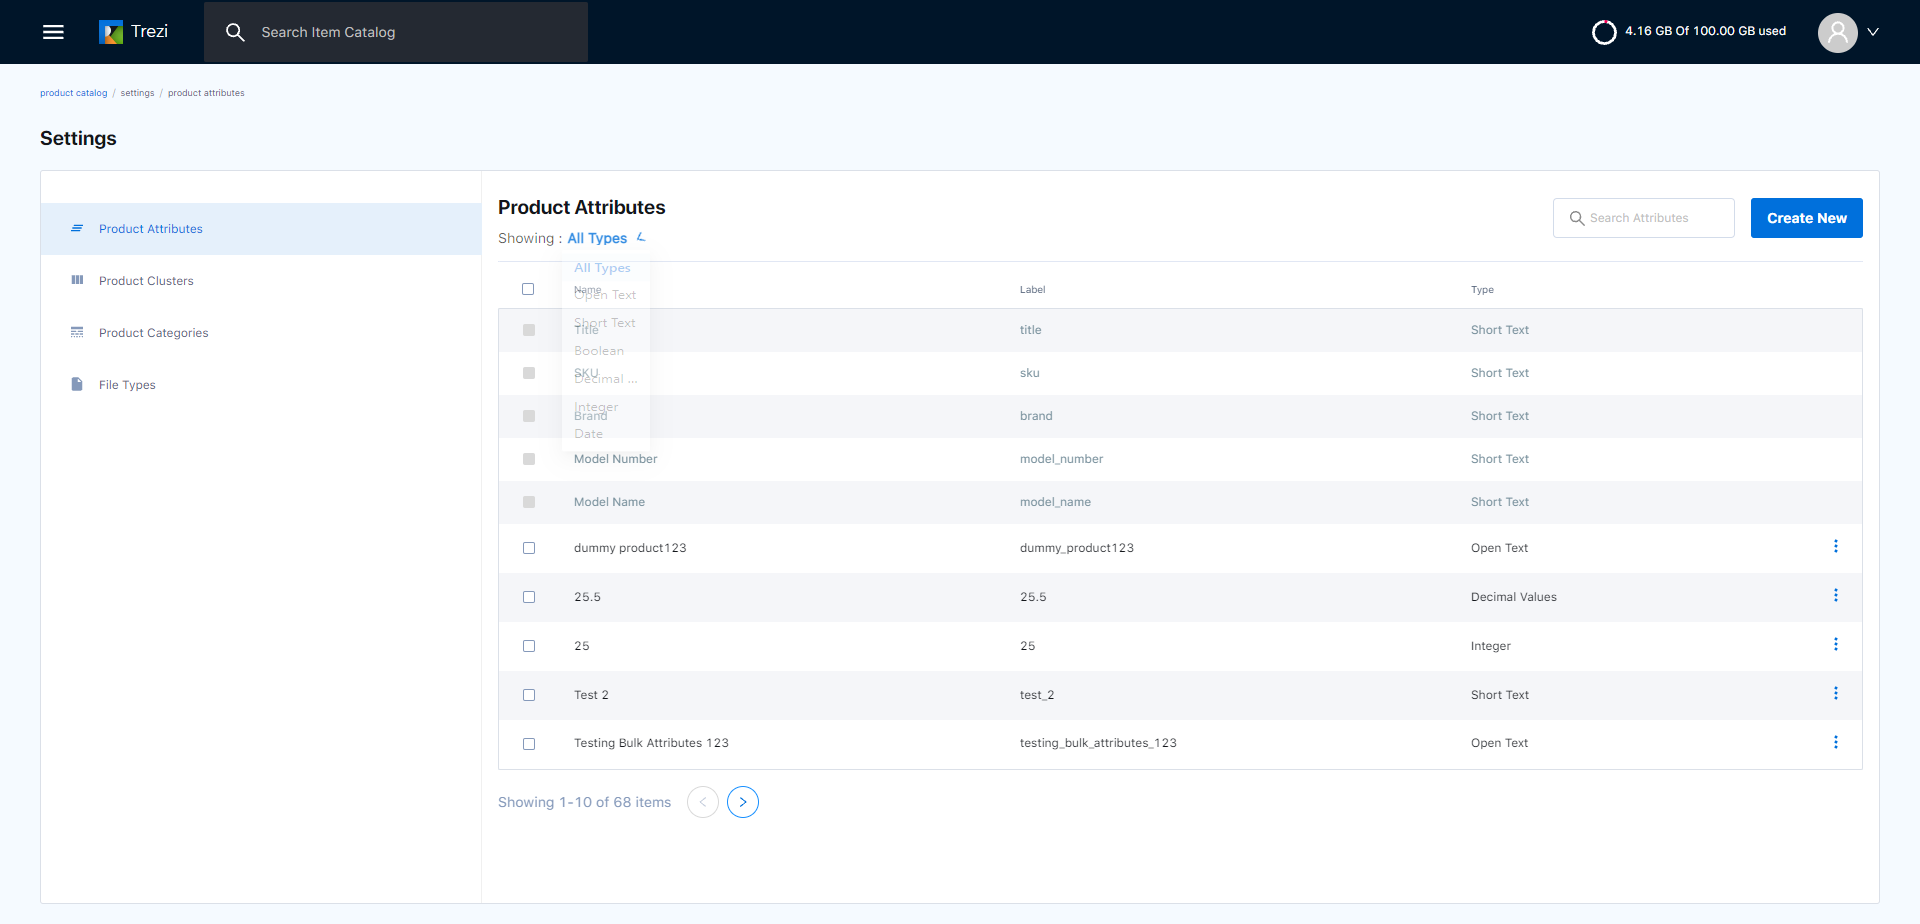 Trezi
Search Item Catalog
4.16 GB Of 100.00 GB used
product catalog / settings / product attributes
Settings
Product Attributes
Product Clusters
Product Categories
File Types
Product Attributes
Showing : All Types
Search Attributes
Create New
All Types
Open Text
Short Text
Boolean
Decimal ...
Integer
Date
Name Label Type
Title title Short Text
SKU sku Short Text
Brand brand Short Text
Model Number model_number Short Text
Model Name model_name Short Text
dummy product123 dummy_product123 Open Text
25.5 25.5 Decimal Values
25 25 Integer
Test 2 test_2 Short Text
Testing Bulk Attributes 123 testing_bulk_attributes_123 Open Text
Showing 1-10 of 68 items